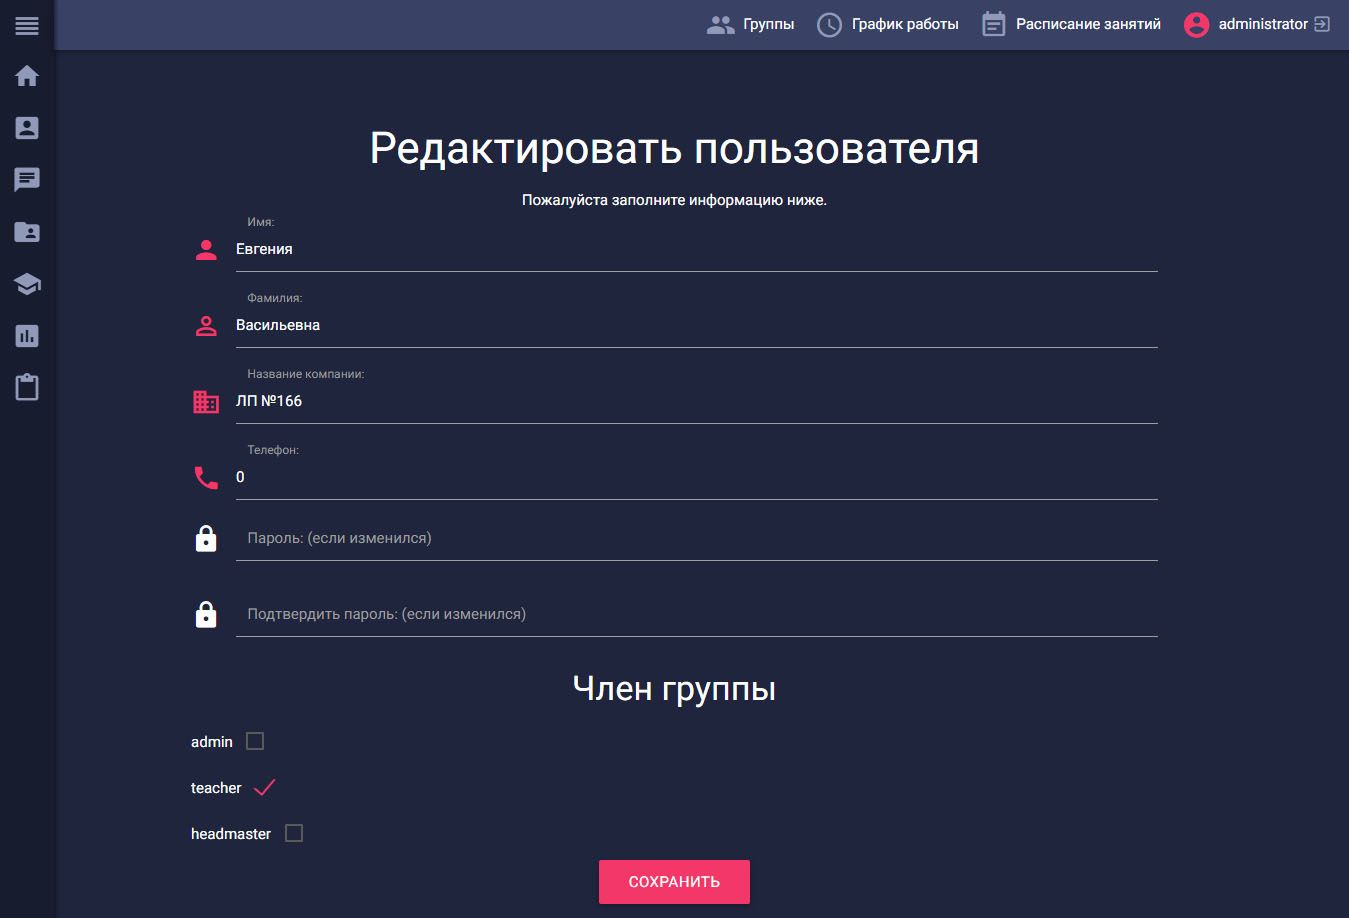 Группы
График работы
Расписание занятий
administrator
Редактировать пользователя
Пожалуйста заполните информацию ниже.
Имя:
Евгения
Фамилия:
Васильевна
Название компании:
ЛП №166
Телефон:
0
Пароль: (если изменился)
Подтвердить пароль: (если изменился)
Член группы
admin
teacher
headmaster
СОХРАНИТЬ